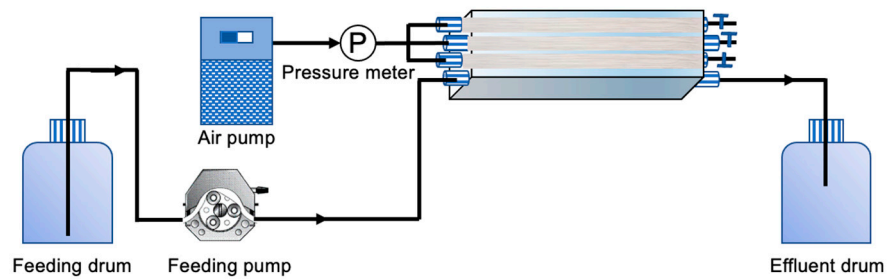 P
Pressure meter
Air pump
Feeding drum
Feeding pump
Effluent drum